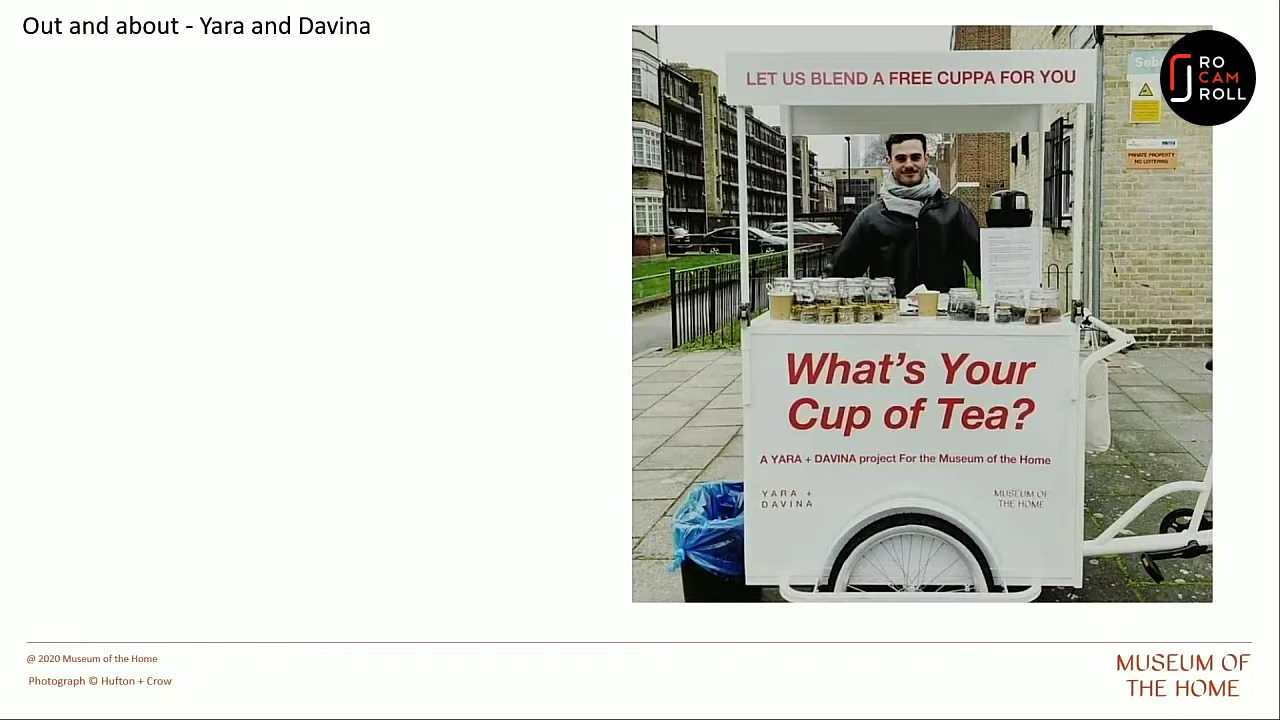 Out and about - Yara and Davina
LET US BLEND A FREE CUPPA FOR YOU
RO
CAM
ROLL
PRIVATE PROPERTY
NO LOITERING
What's Your
Cup of Tea?
A YARA + DAVINA project For the Museum of the Home
YARA +
DAVINA
MUSEUM OF
THE HOME
@ 2020 Museum of the Home
Photograph © Hufton + Crow
MUSEUM OF
THE HOME